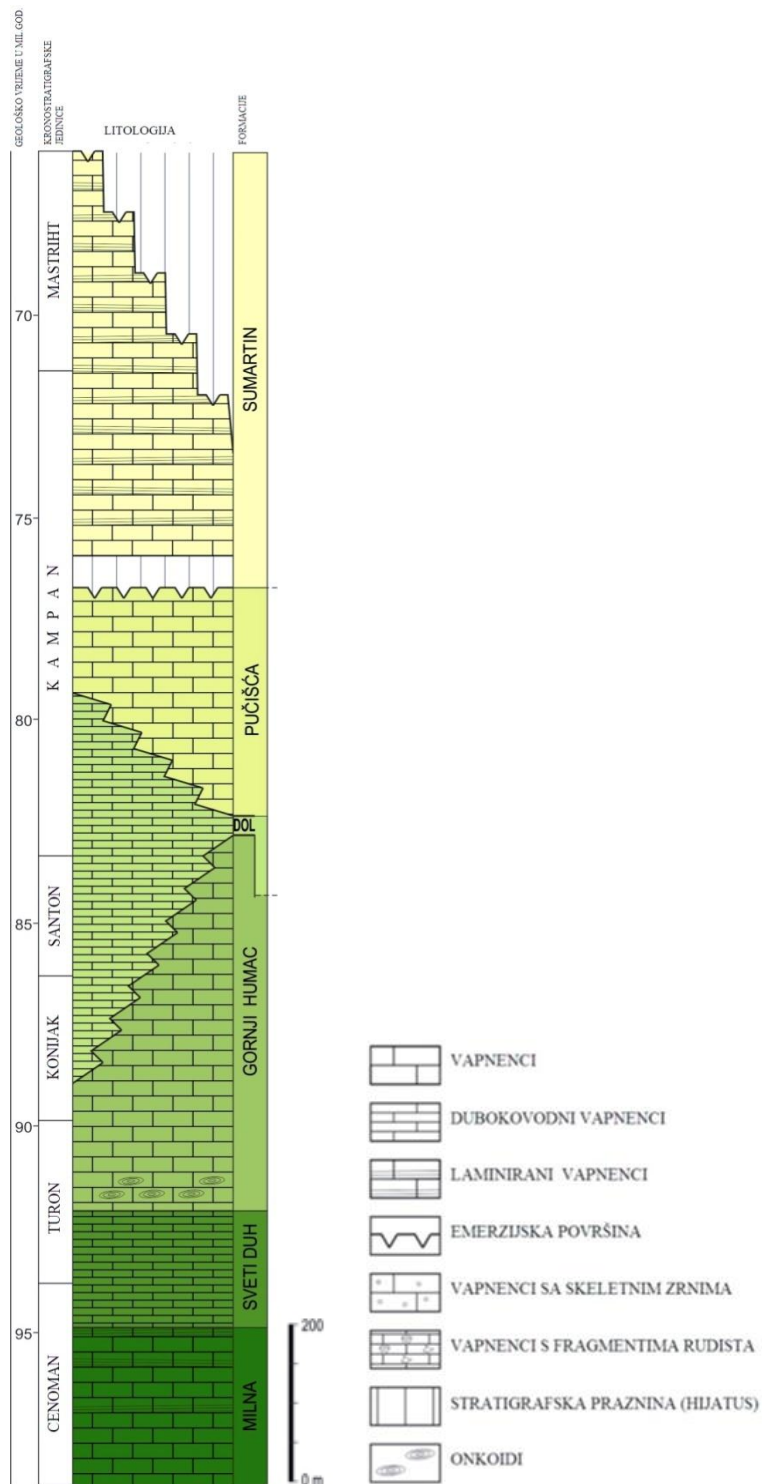 GEOLOŠKO VRIJEME U MIL.GOD.
KRONOSTRATIGRAFSKE
JEDINICE
LITOLOGIJA
FORMACIJE
MASTRIHT
KAMPAN
SANTON
KONIJAK
TURON
CENOMAN
70
75
80
85
90
95
SUMARTIN
PUČIŠĆA
DOL
GORNJI HUMAC
SVETI DUH
MILNA
200
0 m
VAPNENCI
DUBOKOVODNI VAPNENCI
LAMINIRANI VAPNENCI
EMERZIJSKA POVRŠINA
VAPNENCI SA SKELETNIM ZRNIMA
VAPNENCI S FRAGMENTIMA RUDISTA
STRATIGRAFSKA PRAZNINA (HIJATUS)
ONKOIDI